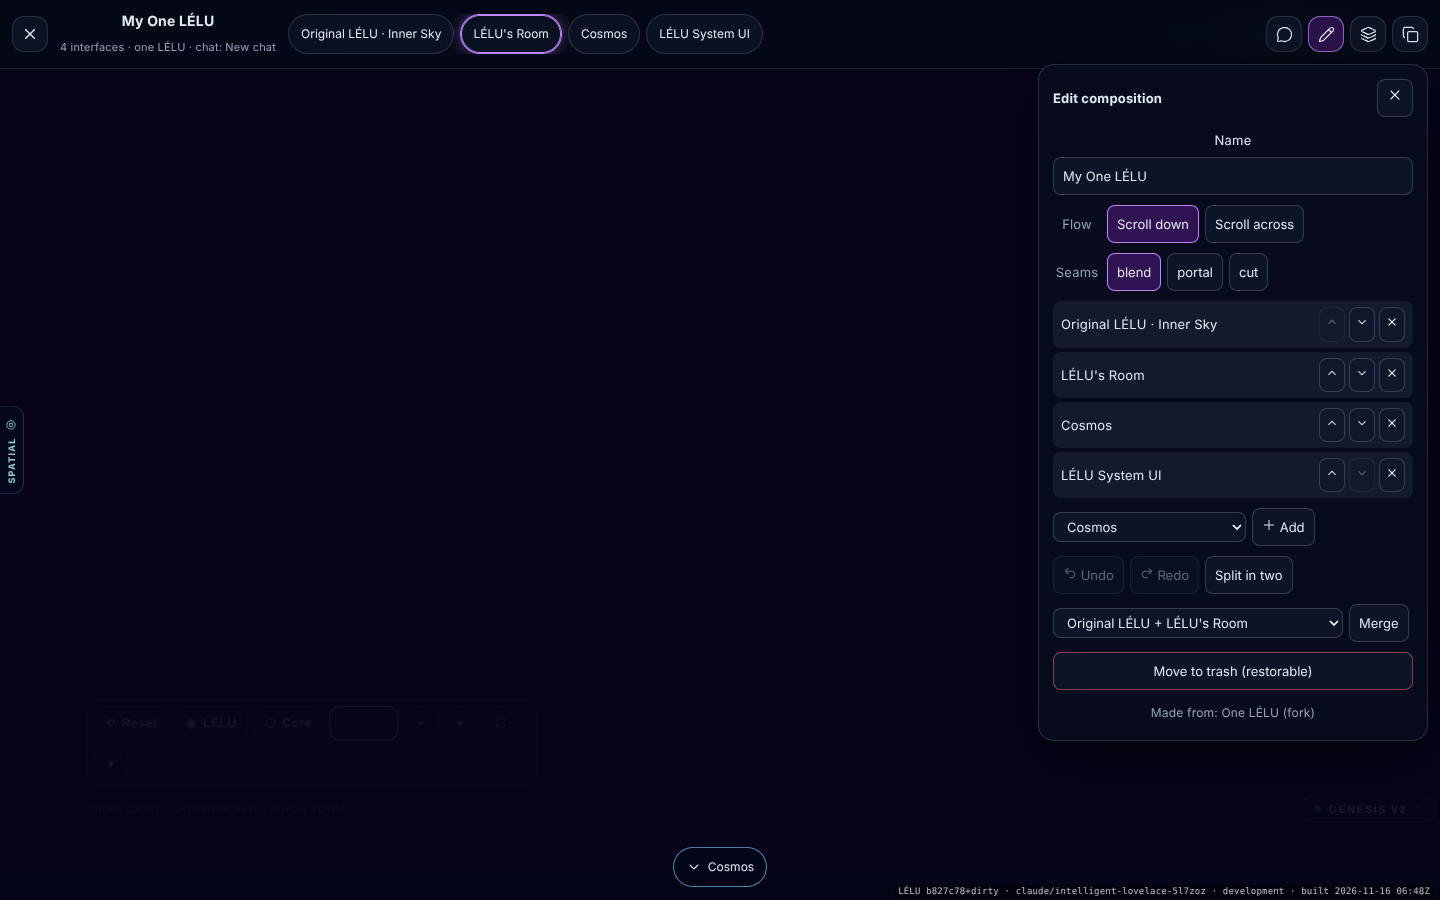 My One LÉLU
4 interfaces · one LÉLU · chat: New chat
Original LÉLU · Inner Sky
LÉLU's Room
Cosmos
LÉLU System UI
Edit composition
Name
My One LÉLU
Flow
Scroll down
Scroll across
Seams
blend
portal
cut
Original LÉLU · Inner Sky
LÉLU's Room
Cosmos
LÉLU System UI
Cosmos
Add
Undo
Redo
Split in two
Original LÉLU + LÉLU's Room
Merge
Move to trash (restorable)
Made from: One LÉLU (fork)
SPATIAL
Reset
LÉLU
Core
GENESIS V2
Cosmos
LÉLU b827c78+dirty · claude/intelligent-lovelace-5l7zoz · development · built 2026-11-16 06:48Z